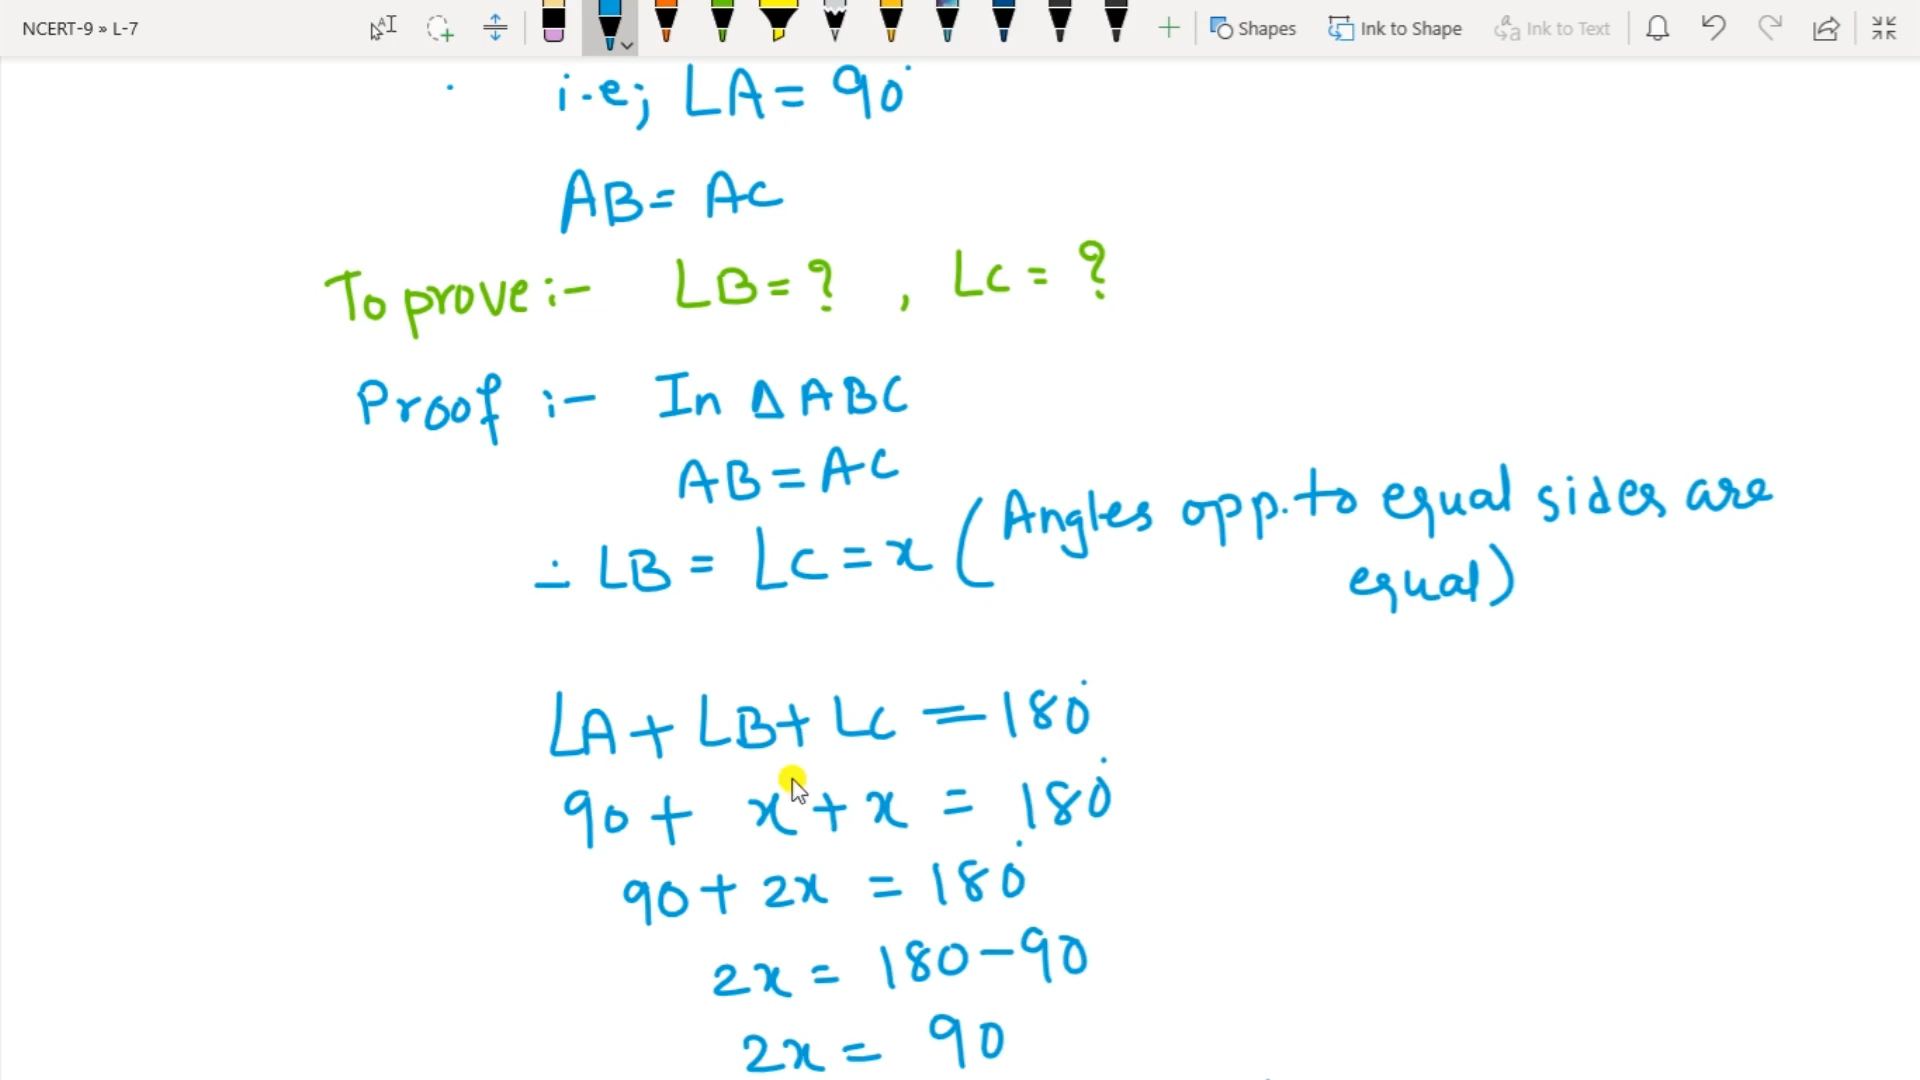 NCERT-9 » L-7
Shapes Ink to Shape Ink to Text
i.e; ∠A = 90°
AB = AC
To prove :- ∠B = ? , ∠C = ?
Proof :- In ΔABC
AB = AC
∴ ∠B = ∠C = x (Angles opp. to equal sides are
equal)
∠A + ∠B + ∠C = 180°
90 + x + x = 180°
90 + 2x = 180°
2x = 180 - 90
2x = 90